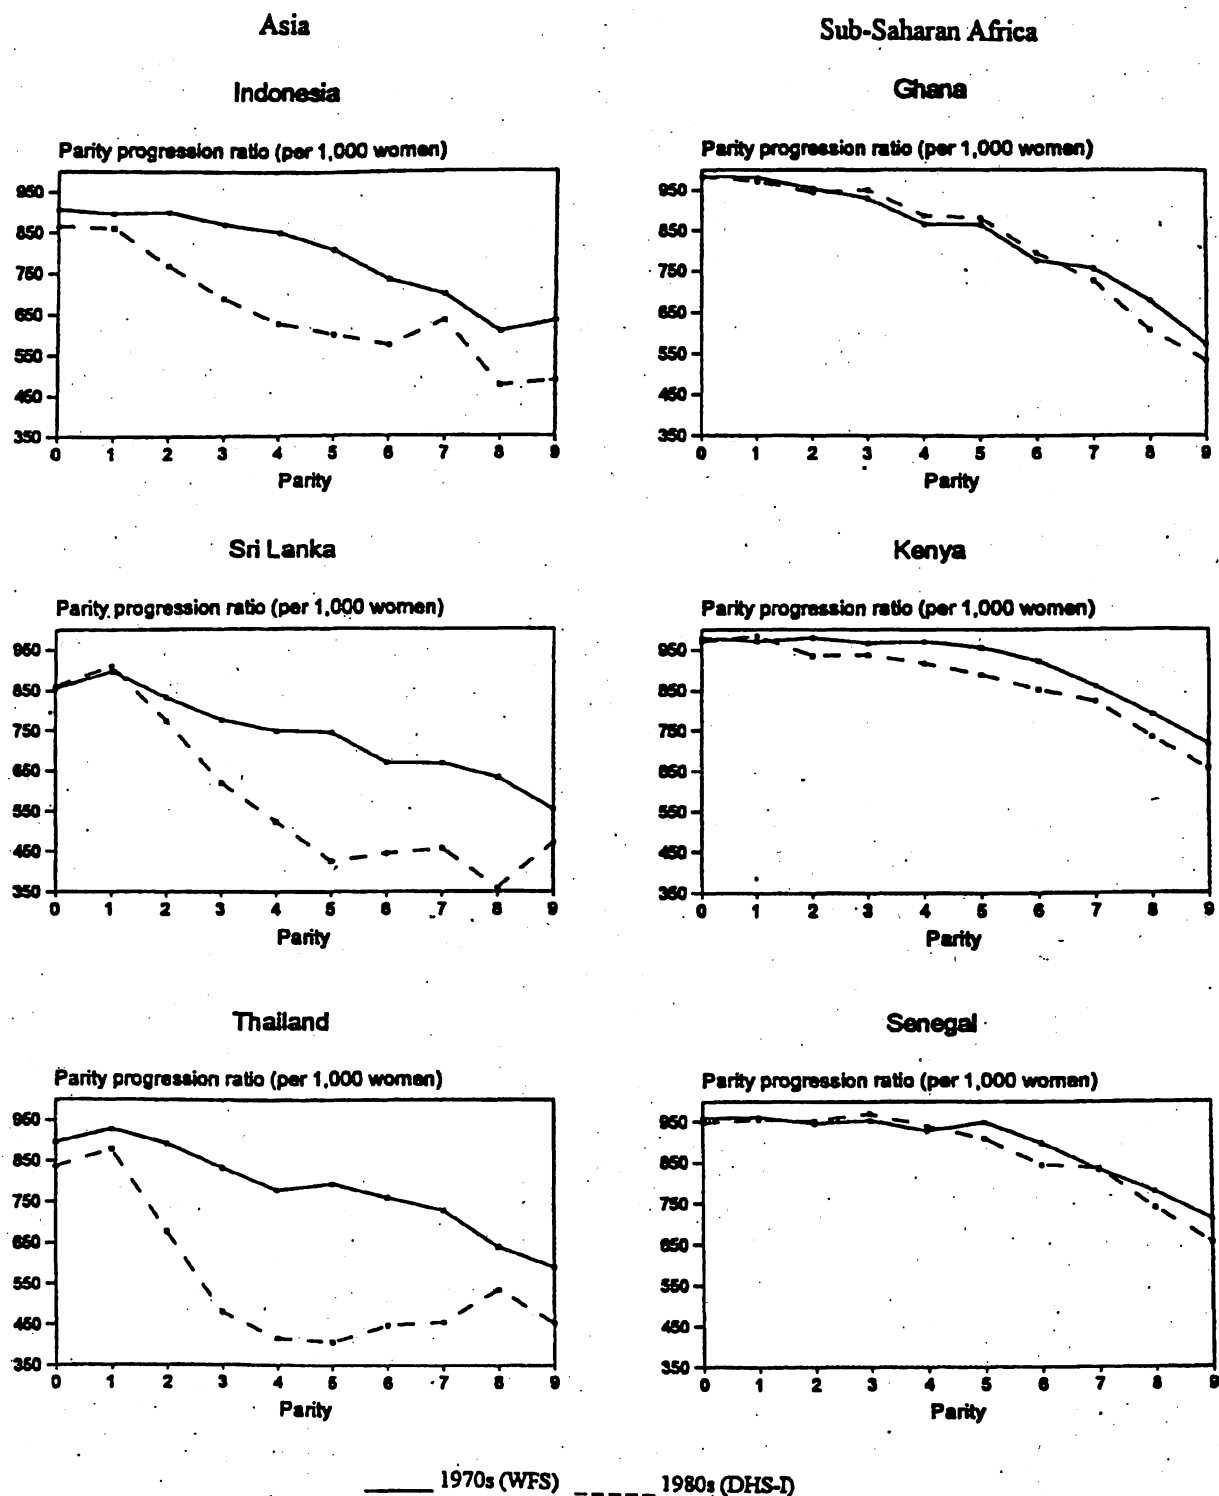 Asia
Sub-Saharan Africa
Indonesia
Ghana
Parity progression ratio (per 1,000 women)
Parity progression ratio (per 1,000 women)
950
850
750
650
550
450
350
0 1 2 3 4 5 6 7 8 9
Parity
950
850
750
650
550
450
350
0 1 2 3 4 5 6 7 8 9
Parity
Sri Lanka
Kenya
Parity progression ratio (per 1,000 women)
Parity progression ratio (per 1,000 women)
950
850
750
650
550
450
350
0 1 2 3 4 5 6 7 8 9
Parity
950
850
750
650
550
450
350
0 1 2 3 4 5 6 7 8 9
Parity
Thailand
Senegal
Parity progression ratio (per 1,000 women)
Parity progression ratio (per 1,000 women)
950
850
750
650
550
450
350
0 1 2 3 4 5 6 7 8 9
Parity
950
850
750
650
550
450
350
0 1 2 3 4 5 6 7 8 9
Parity
1970s (WFS) 1980s (DHS-I)